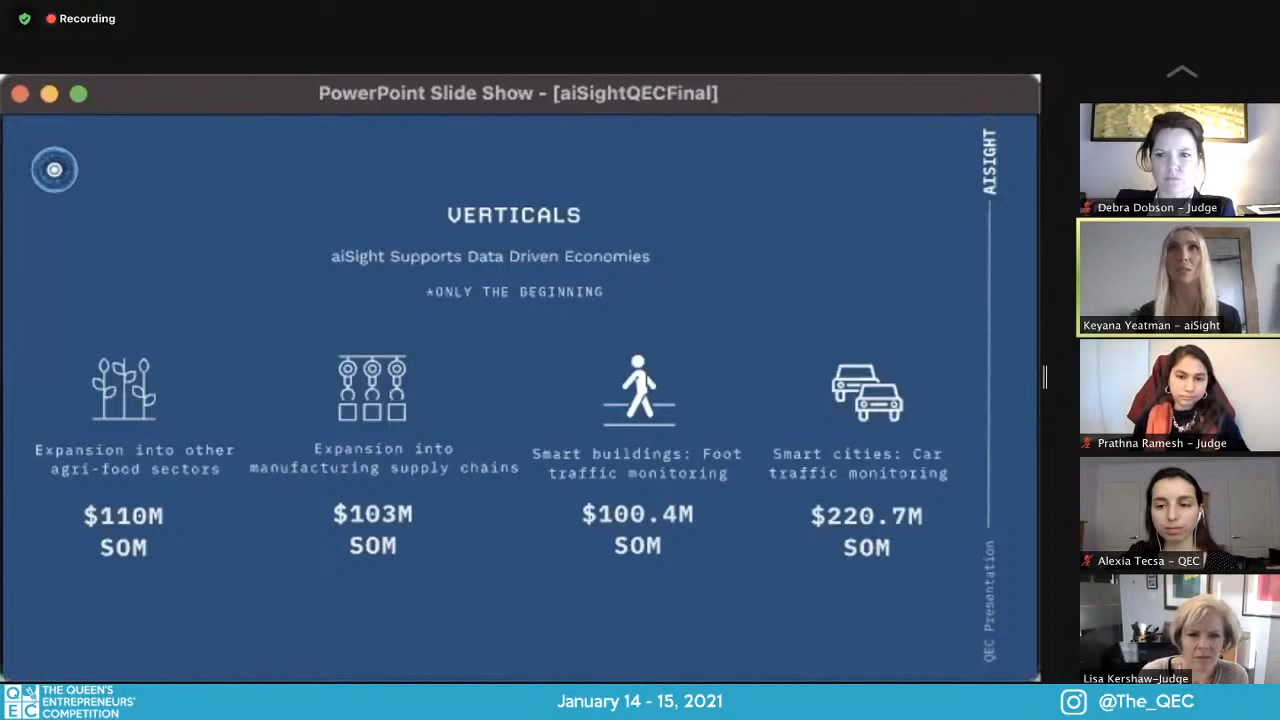 Recording
PowerPoint Slide Show - [aiSightQECFinal]
AISIGHT
VERTICALS
aiSight Supports Data Driven Economies
*ONLY THE BEGINNING
Expansion into other
agri-food sectors
$110M
SOM
Expansion into
manufacturing supply chains
$103M
SOM
Smart buildings: Foot
traffic monitoring
$100.4M
SOM
Smart cities: Car
traffic monitoring
$220.7M
SOM
QEC Presentation
Debra Dobson - Judge
Keyana Yeatman - aiSight
Prathna Ramesh - Judge
Alexia Tecsa - QEC
Lisa Kershaw-Judge
QEC
THE QUEEN'S
ENTREPRENEURS'
COMPETITION
January 14 - 15, 2021
@The_QEC